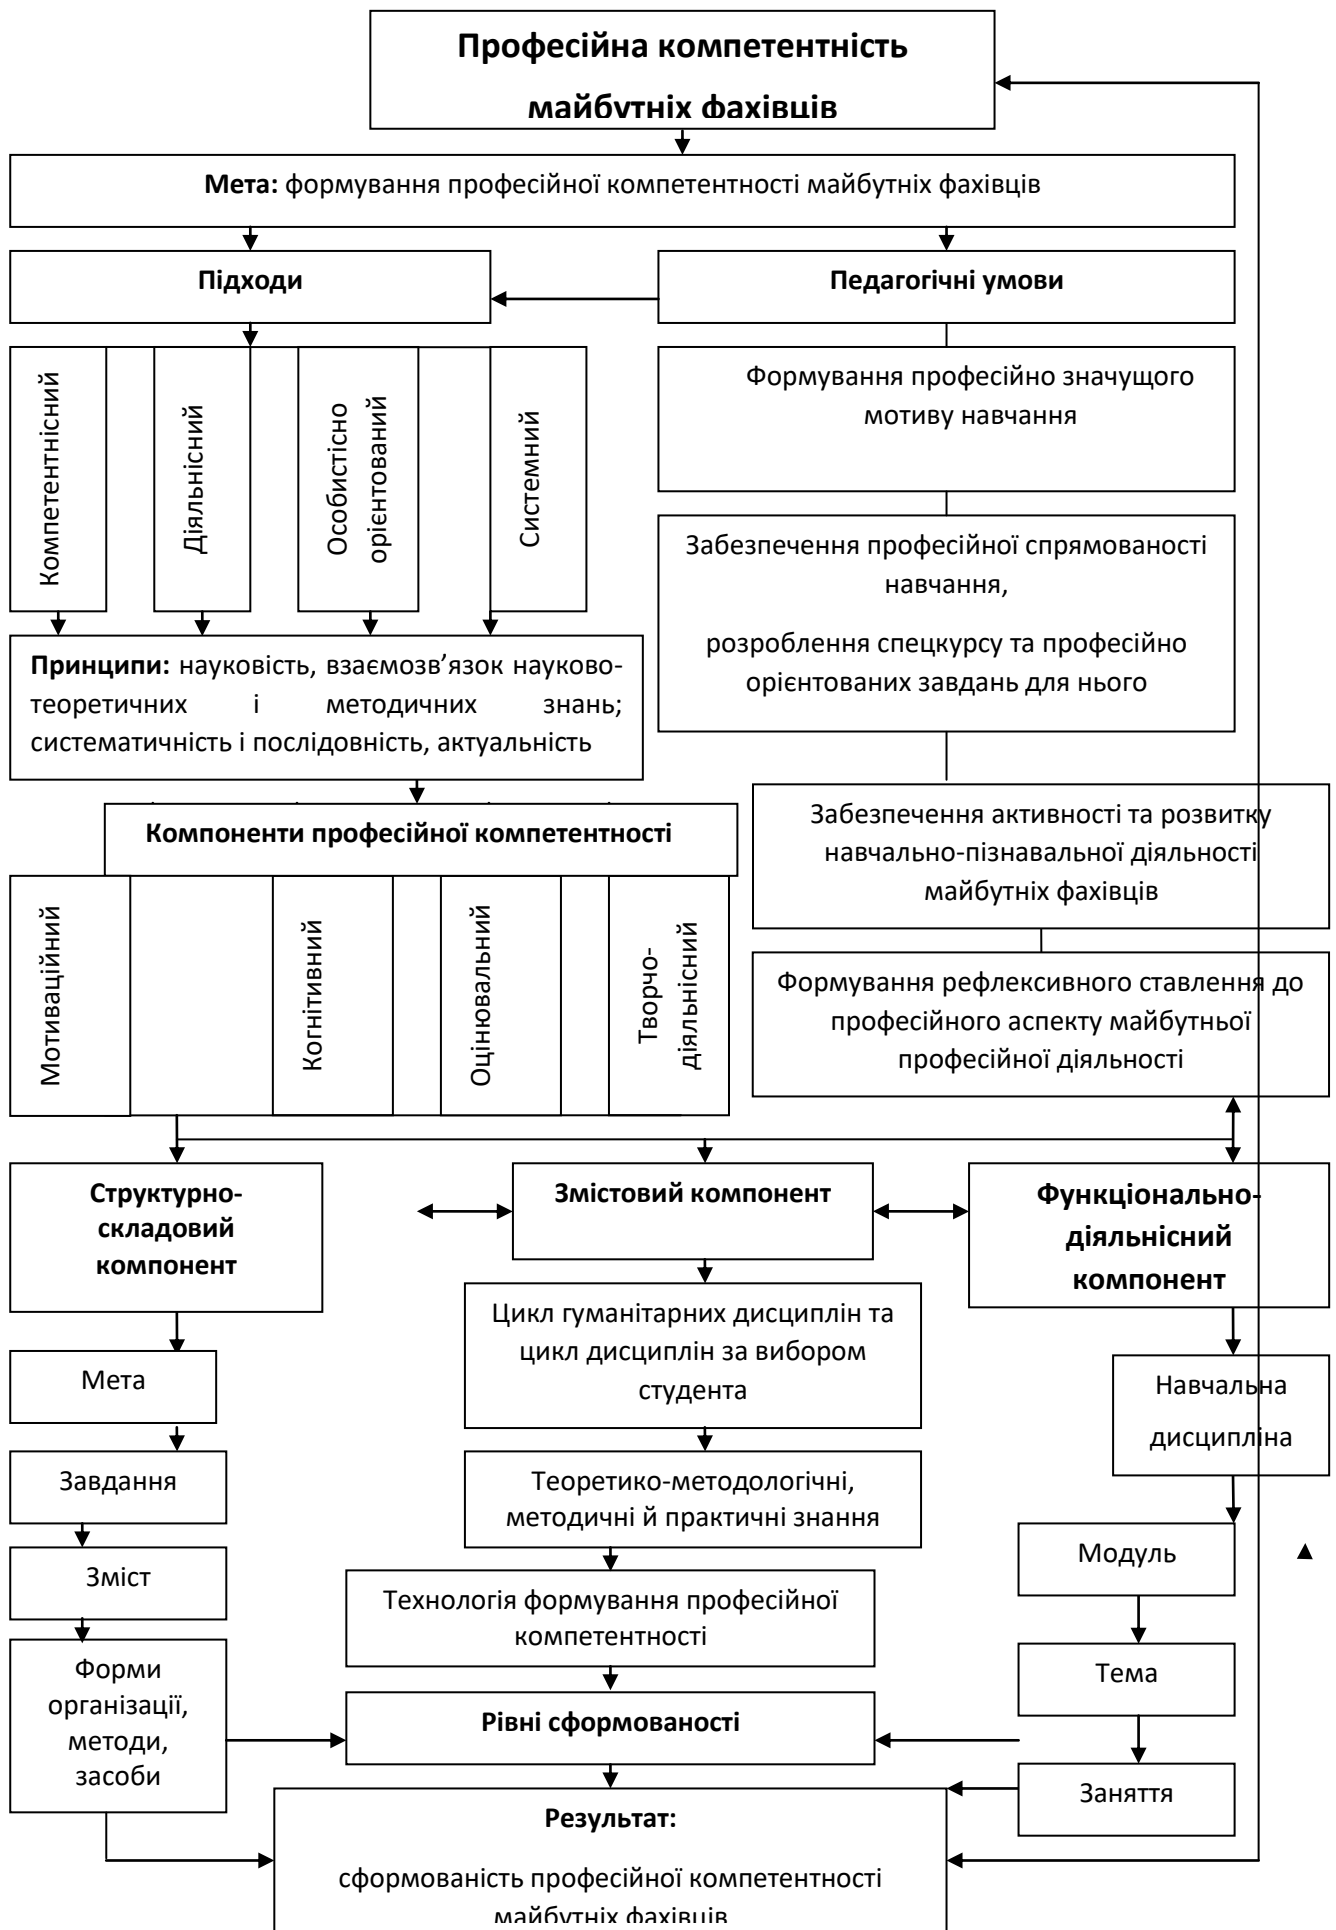 Професійна компетентність
майбутніх фахівців
Мета: формування професійної компетентності майбутніх фахівців
Підходи
Педагогічні умови
Компетентнісний
Діяльнісний
Особистісно
орієнтований
Системний
Формування професійно значущого
мотиву навчання
Забезпечення професійної спрямованості
навчання,
розроблення спецкурсу та професійно
орієнтованих завдань для нього
Принципи: науковість, взаємозв’язок науково-
теоретичних і методичних знань;
систематичність і послідовність, актуальність
Компоненти професійної компетентності
Забезпечення активності та розвитку
навчально-пізнавальної діяльності
майбутніх фахівців
Мотиваційний
Когнітивний
Оцінювальний
Творчо-
діяльнісний
Формування рефлексивного ставлення до
професійного аспекту майбутньої
професійної діяльності
Структурно-
складовий
компонент
Змістовий компонент
Функціонально-
діяльнісний
компонент
Мета
Завдання
Зміст
Форми
організації,
методи,
засоби
Цикл гуманітарних дисциплін та
цикл дисциплін за вибором
студента
Теоретико-методологічні,
методичні й практичні знання
Технологія формування професійної
компетентності
Рівні сформованості
Навчальна
дисципліна
Модуль
Тема
Заняття
Результат:
сформованість професійної компетентності
майбутніх фахівців